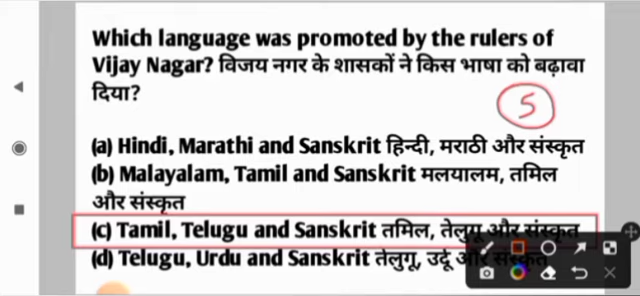 Which language was promoted by the rulers of
Vijay Nagar? विजय नगर के शासकों ने किस भाषा को बढ़ावा
दिया?
5
(a) Hindi, Marathi and Sanskrit हिन्दी, मराठी और संस्कृत
(b) Malayalam, Tamil and Sanskrit मलयालम, तमिल
और संस्कृत
(c) Tamil, Telugu and Sanskrit तमिल, तेलुगू और संस्कृत
(d) Telugu, Urdu and Sanskrit तेलुगू, उर्दू और संस्कृत